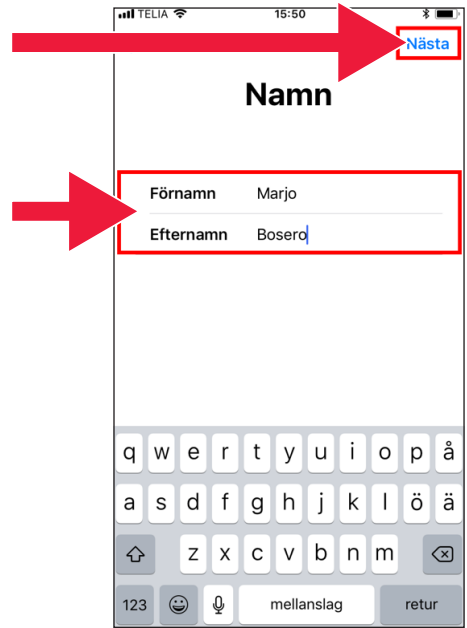 TELIA 15:50
Nästa
Namn
Förnamn Marjo
Efternamn Bosero
q w e r t y u i o p å
a s d f g h j k l ö ä
z x c v b n m
123 mellanslag retur